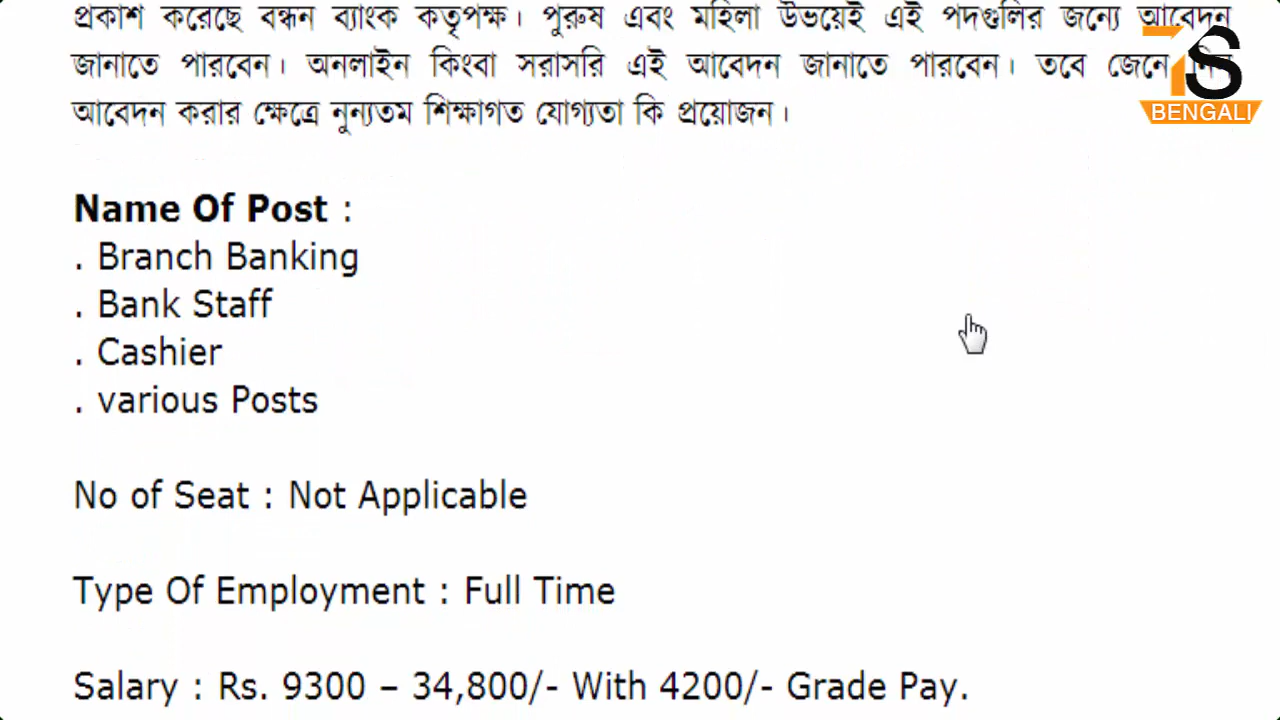 প্রকাশ করেছে বন্ধন ব্যাংক কতৃপক্ষ। পুরুষ এবং মহিলা উভয়েই এই পদগুলির জন্যে আবেদন
জানাতে পারবেন। অনলাইন কিংবা সরাসরি এই আবেদন জানাতে পারবেন। তবে জেনে
আবেদন করার ক্ষেত্রে নুন্যতম শিক্ষাগত যোগ্যতা কি প্রয়োজন।
7S
BENGALI
Name Of Post :
. Branch Banking
. Bank Staff
. Cashier
. various Posts
No of Seat : Not Applicable
Type Of Employment : Full Time
Salary : Rs. 9300 – 34,800/- With 4200/- Grade Pay.